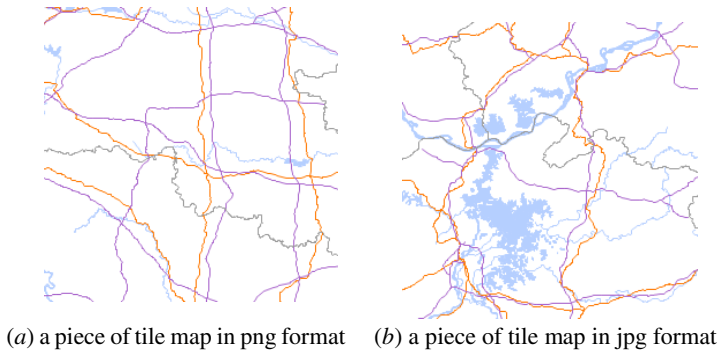 (a) a piece of tile map in png format
(b) a piece of tile map in jpg format